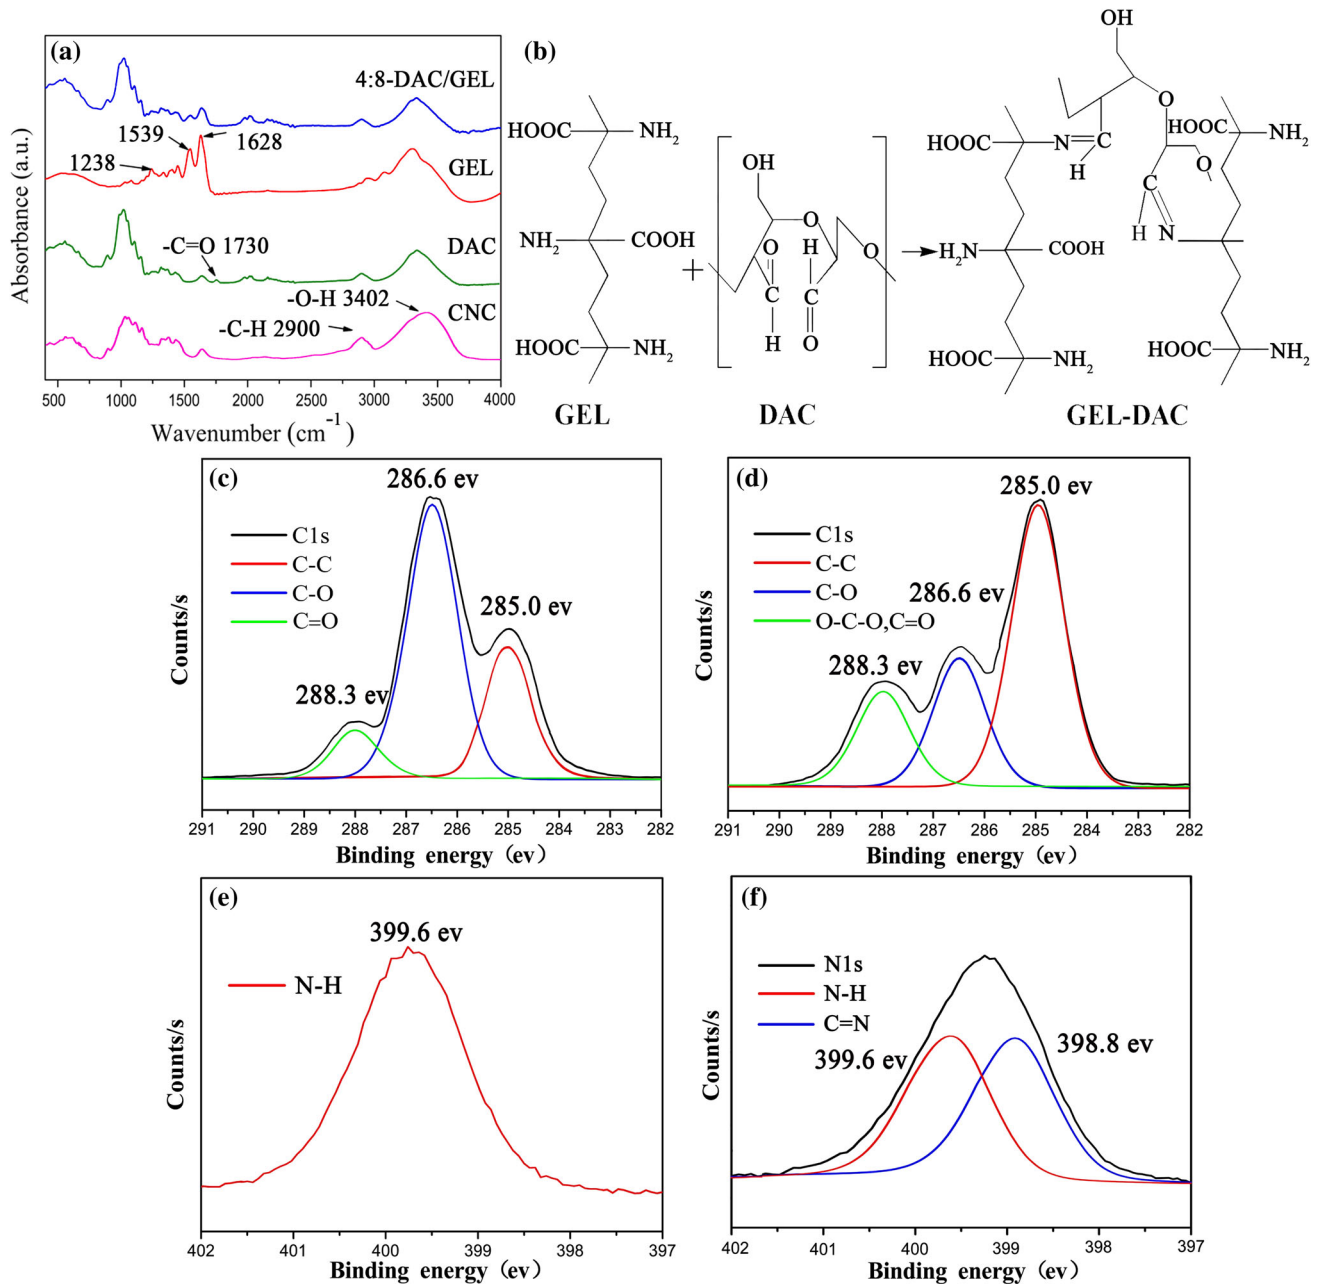 (a)
4:8-DAC/GEL
1539
1628
1238
GEL
-C=O 1730
DAC
-O-H 3402
CNC
-C-H 2900
Absorbance (a.u.)
500 1000 1500 2000 2500 3000 3500 4000
Wavenumber (cm⁻¹)
(b)
HOOC NH₂
NH₂ COOH
HOOC NH₂
GEL
+
OH
O
O H O
C C
H O
DAC
OH
O
HOOC N C H
HOOC NH₂
O
C
H N
H₂N COOH
HOOC NH₂
HOOC NH₂
GEL-DAC
(c)
286.6 ev
C1s
C-C
C-O
C=O
285.0 ev
288.3 ev
Counts/s
291 290 289 288 287 286 285 284 283 282
Binding energy (ev)
(d)
285.0 ev
C1s
C-C
C-O
O-C-O,C=O
286.6 ev
288.3 ev
Counts/s
291 290 289 288 287 286 285 284 283 282
Binding energy (ev)
(e)
399.6 ev
N-H
Counts/s
402 401 400 399 398 397
Binding energy (ev)
(f)
N1s
N-H
C=N
399.6 ev
398.8 ev
Counts/s
402 401 400 399 398 397
Binding energy (ev)